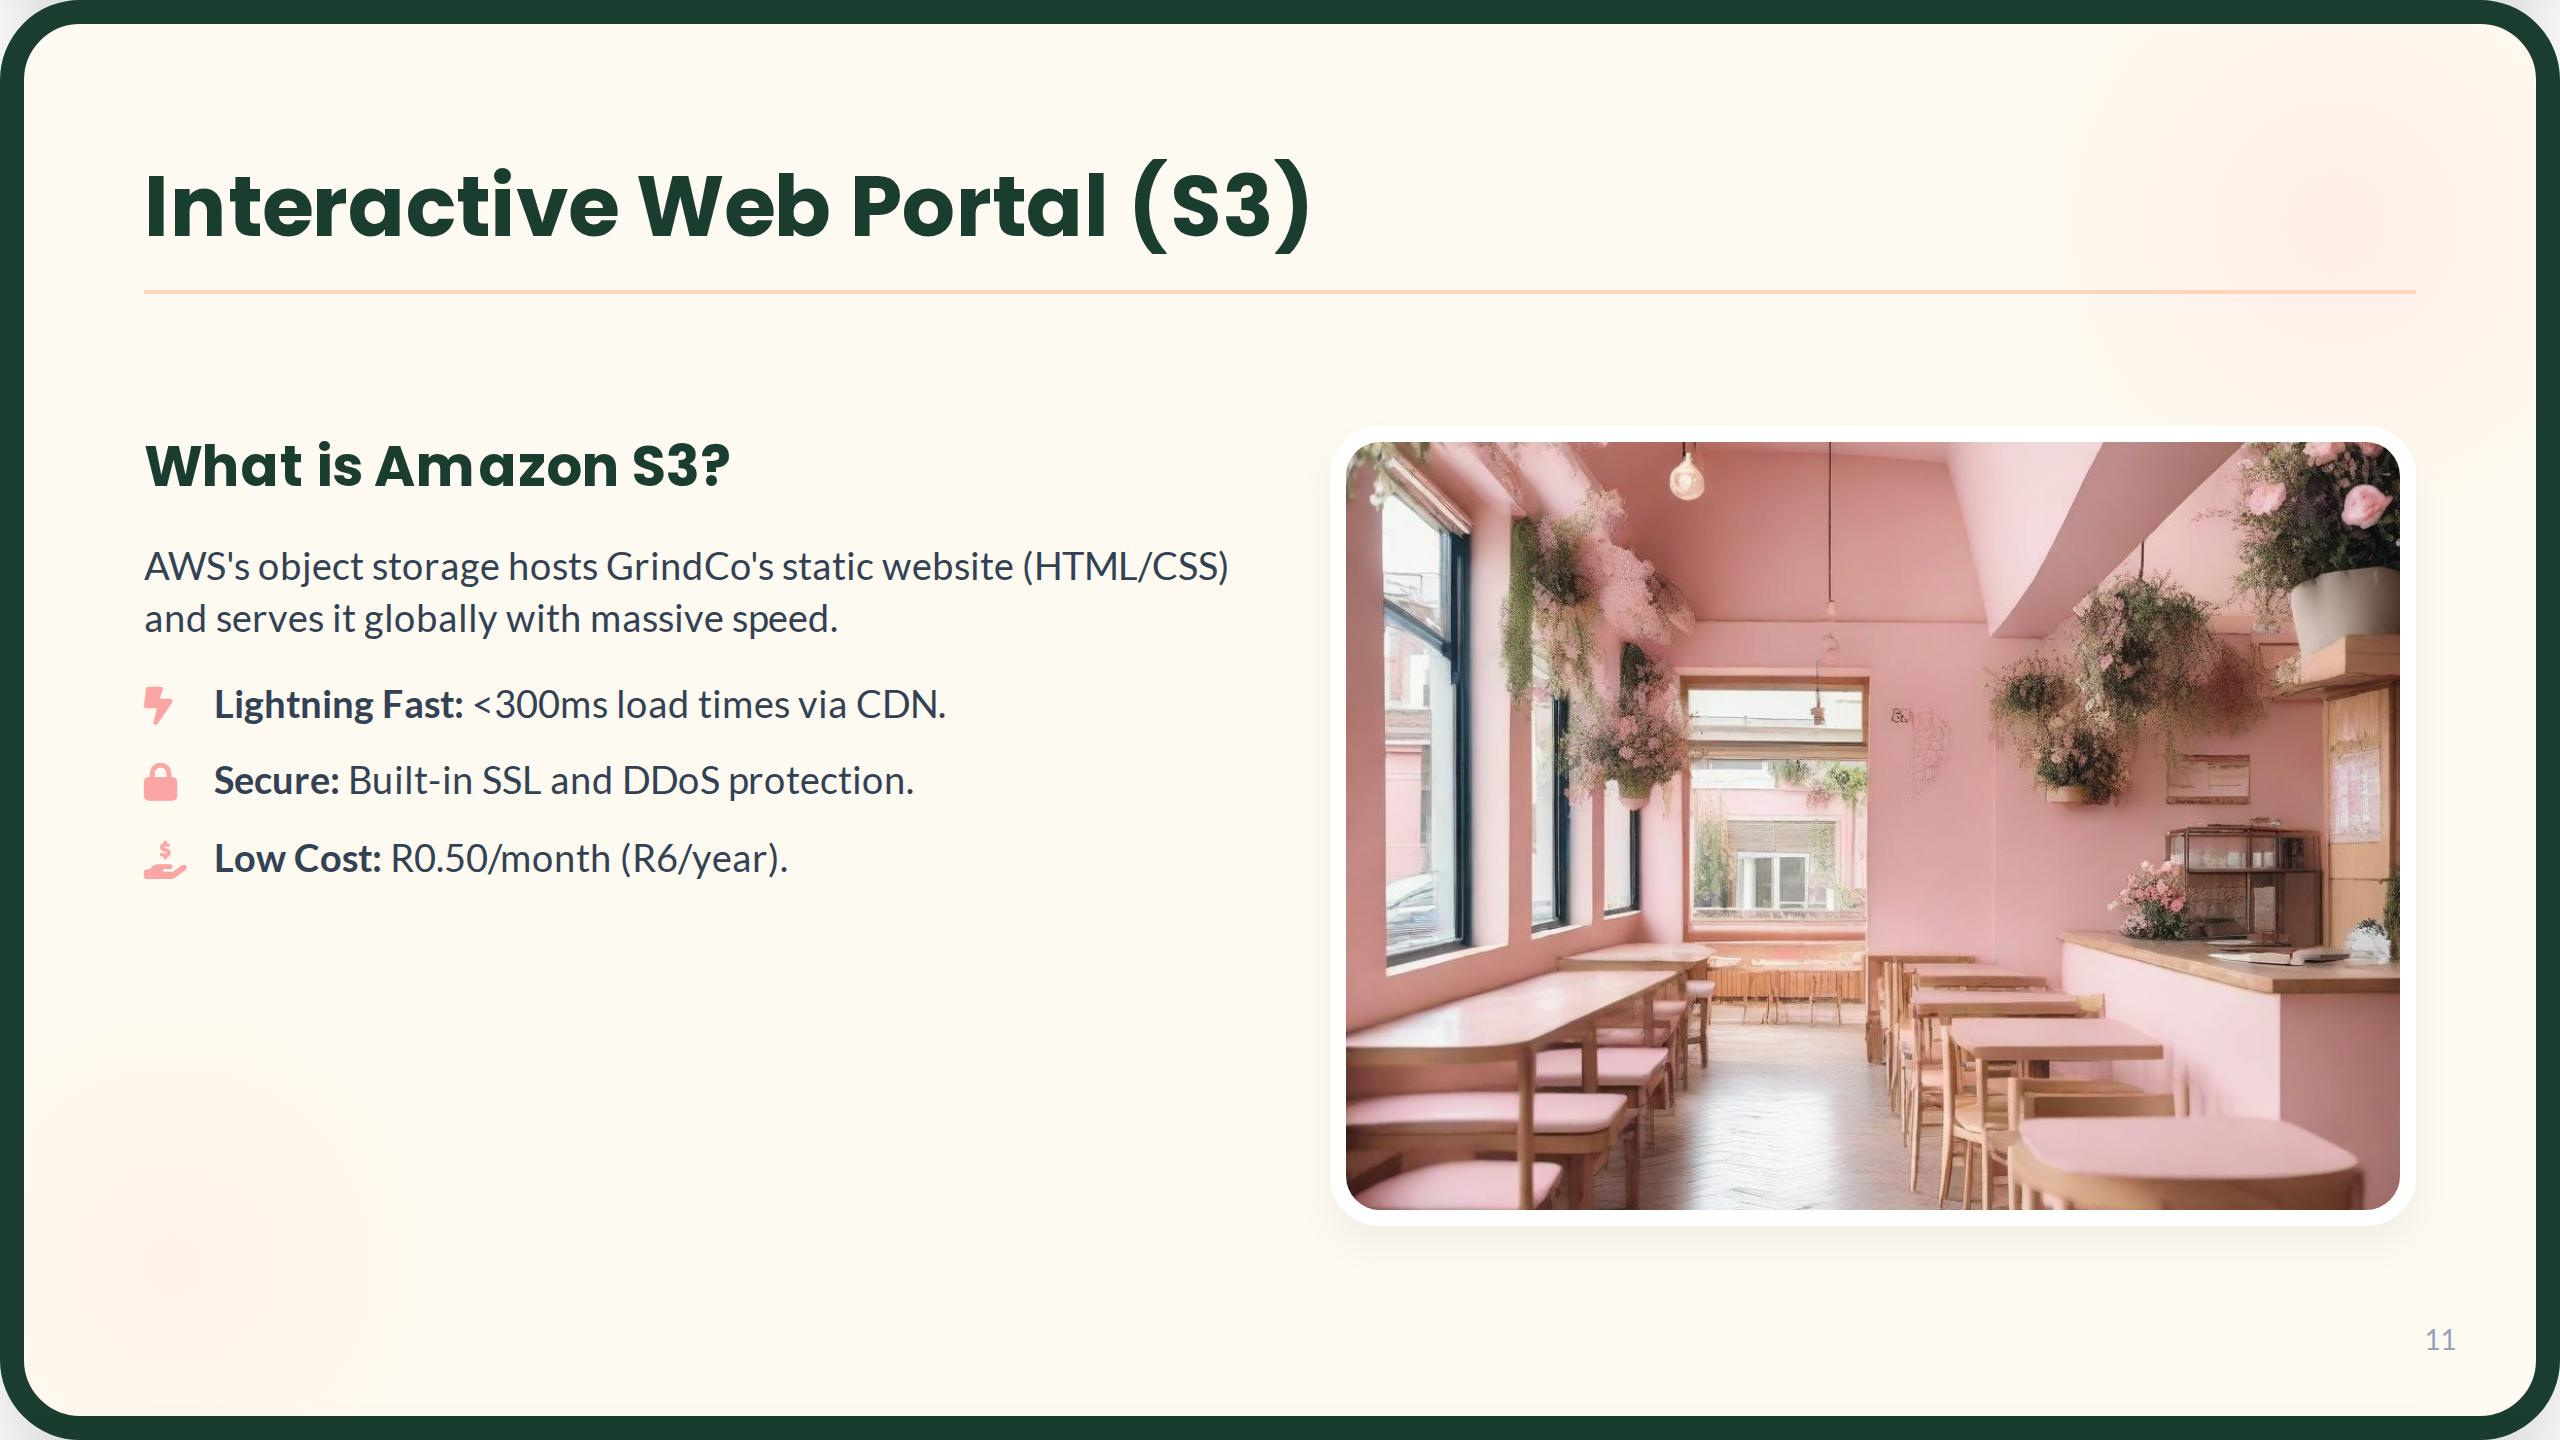 Interactive Web Portal (S3)
What is Amazon S3?
AWS's object storage hosts GrindCo's static website (HTML/CSS)
and serves it globally with massive speed.
Lightning Fast: <300ms load times via CDN.
Secure: Built-in SSL and DDoS protection.
Low Cost: R0.50/month (R6/year).
11